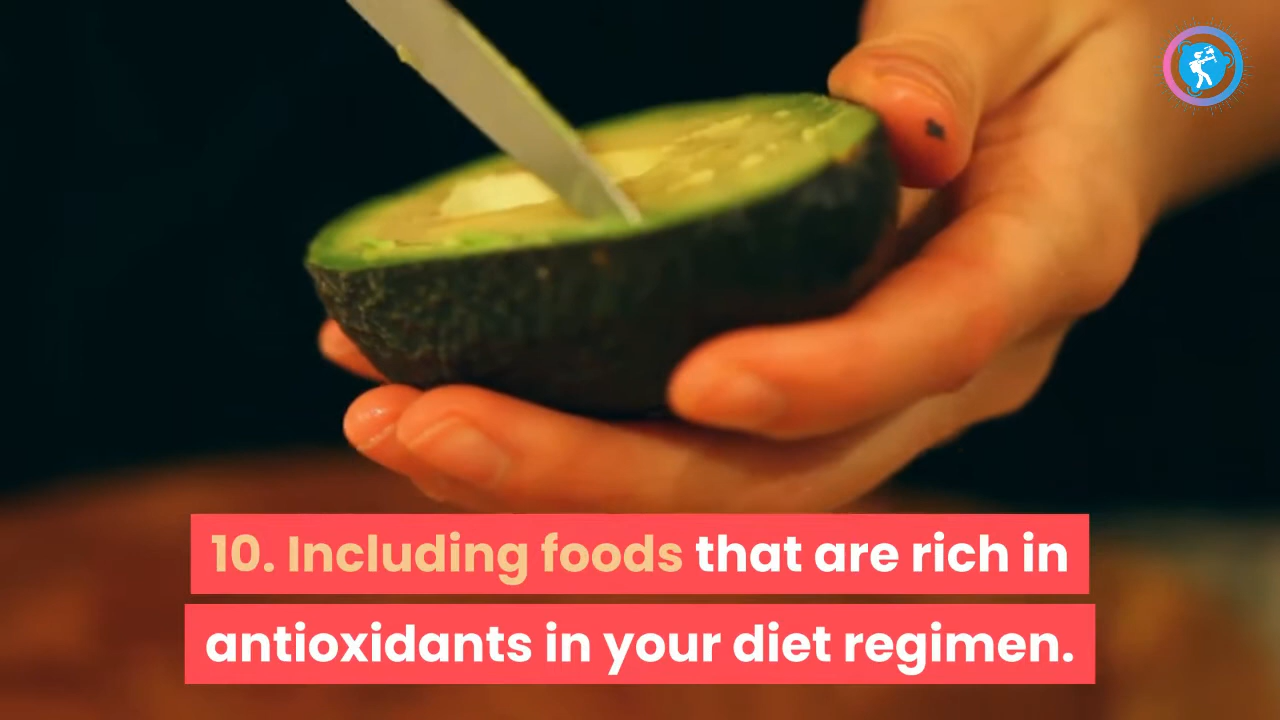 10. Including foods that are rich in
antioxidants in your diet regimen.